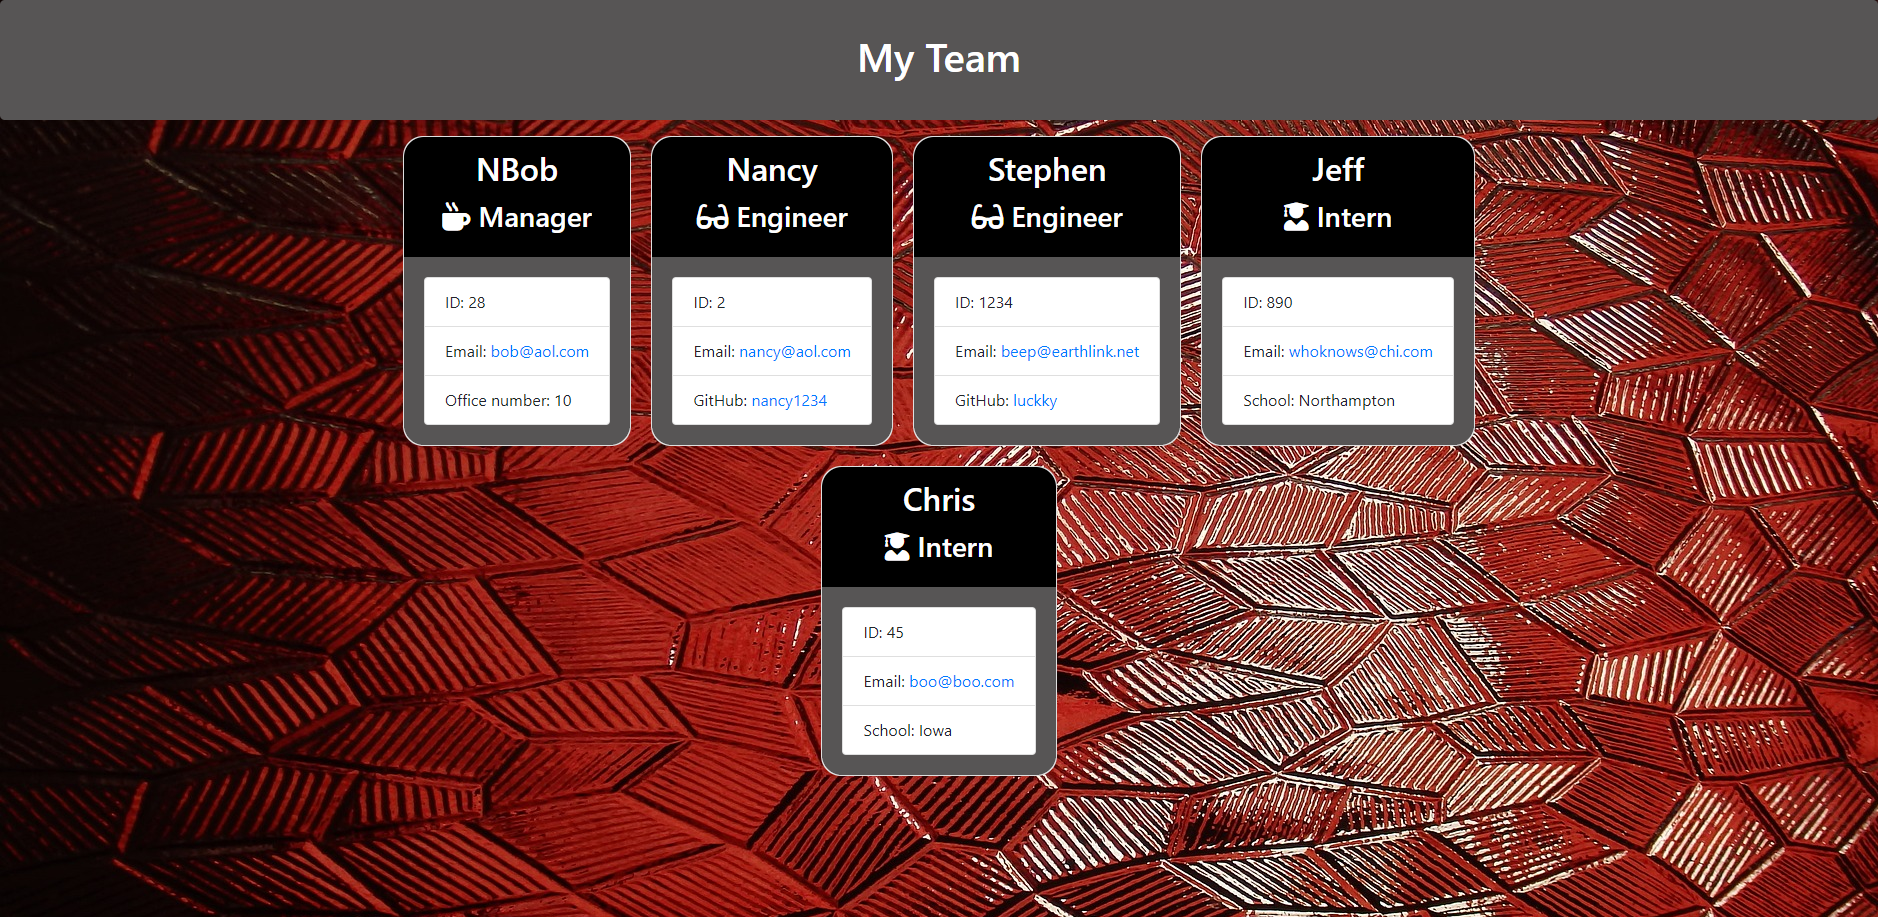 My Team
NBob
Manager
ID: 28
Email: bob@aol.com
Office number: 10
Nancy
Engineer
ID: 2
Email: nancy@aol.com
GitHub: nancy1234
Stephen
Engineer
ID: 1234
Email: beep@earthlink.net
GitHub: luckky
Jeff
Intern
ID: 890
Email: whoknows@chi.com
School: Northampton
Chris
Intern
ID: 45
Email: boo@boo.com
School: Iowa